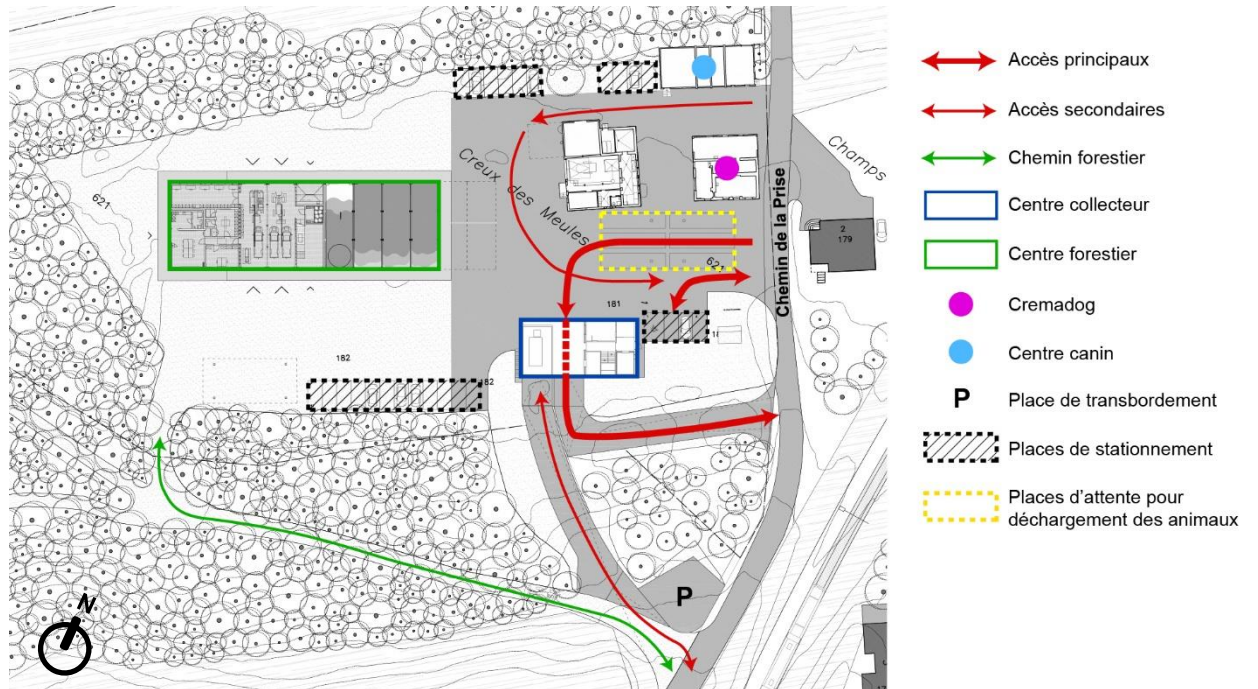 Accès principaux
Accès secondaires
Chemin forestier
Centre collecteur
Centre forestier
Cremadog
Centre canin
P Place de transbordement
Places de stationnement
Places d'attente pour
déchargement des animaux
Champs
Creux des Meules
Chemin de la Prise
621
2
179
621
181
182
182
P
N